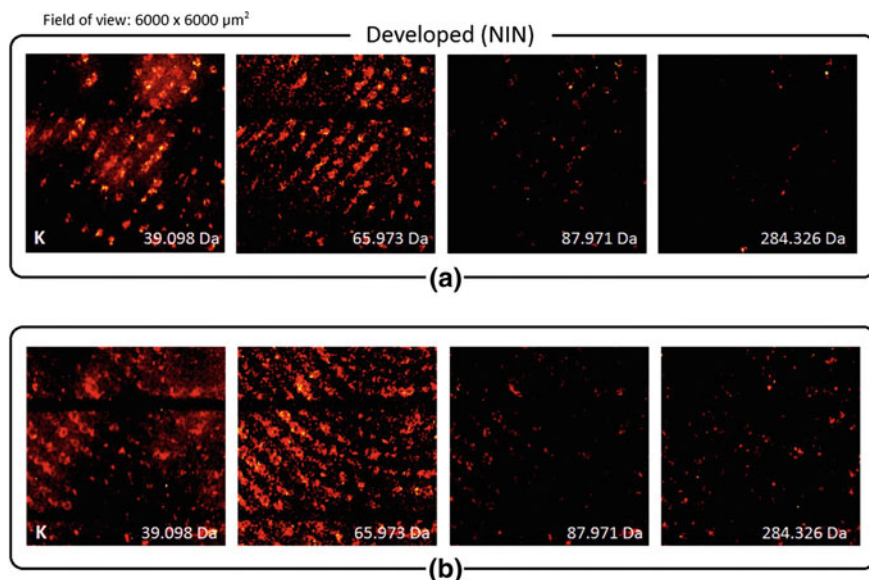 Field of view: 6000 x 6000 µm²
Developed (NIN)
K 39.098 Da 65.973 Da 87.971 Da 284.326 Da
(a)
K 39.098 Da 65.973 Da 87.971 Da 284.326 Da
(b)